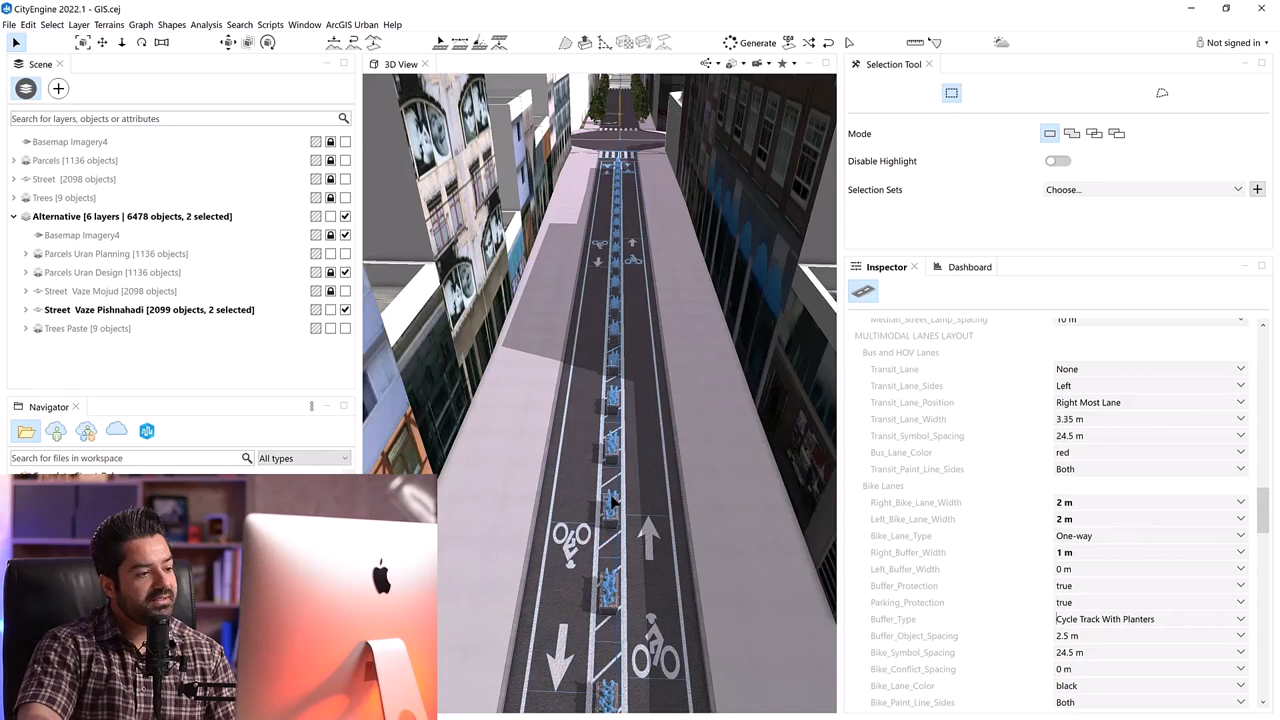 CityEngine 2022.1 - GIS.cej
File Edit Select Layer Terrains Graph Shapes Analysis Search Scripts Window ArcGIS Urban Help
Generate
Not signed in
Scene
Search for layers, objects or attributes
Basemap Imagery4
Parcels [1136 objects]
Street [2098 objects]
Trees [9 objects]
Alternative [6 layers | 6478 objects, 2 selected]
Basemap Imagery4
Parcels Uran Planning [1136 objects]
Parcels Uran Design [1136 objects]
Street Vaze Mojud [2098 objects]
Street Vaze Pishnahadi [2099 objects, 2 selected]
Trees Paste [9 objects]
Navigator
Search for files in workspace
All types
3D View
Selection Tool
Mode
Disable Highlight
Selection Sets Choose...
Inspector
Dashboard
Median_Street_Lamp_Spacing 10 m
MULTIMODAL LANES LAYOUT
Bus and HOV Lanes
Transit_Lane None
Transit_Lane_Sides Left
Transit_Lane_Position Right Most Lane
Transit_Lane_Width 3.35 m
Transit_Symbol_Spacing 24.5 m
Bus_Lane_Color red
Transit_Paint_Line_Sides Both
Bike Lanes
Right_Bike_Lane_Width 2 m
Left_Bike_Lane_Width 2 m
Bike_Lane_Type One-way
Right_Buffer_Width 1 m
Left_Buffer_Width 0 m
Buffer_Protection true
Parking_Protection true
Buffer_Type Cycle Track With Planters
Buffer_Object_Spacing 2.5 m
Bike_Symbol_Spacing 24.5 m
Bike_Conflict_Spacing 0 m
Bike_Lane_Color black
Bike_Paint_Line_Sides Both